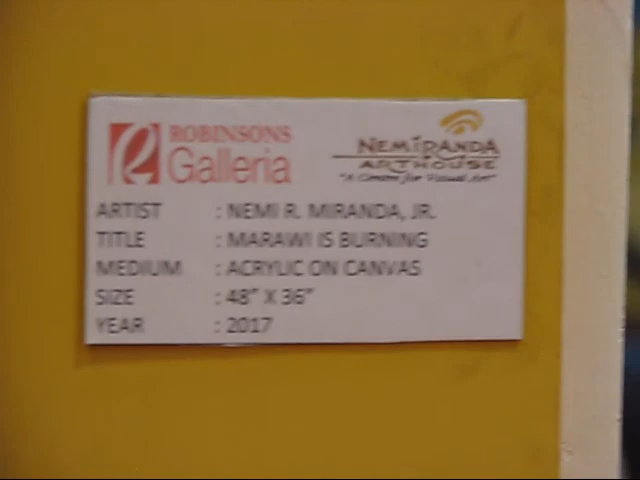 ROBINSONS
Galleria
NEMIRANDA
ARTHOUSE
"A Center for Visual Art"
ARTIST : NEMI R. MIRANDA, JR.
TITLE : MARAWI IS BURNING
MEDIUM : ACRYLIC ON CANVAS
SIZE : 48" X 36"
YEAR : 2017